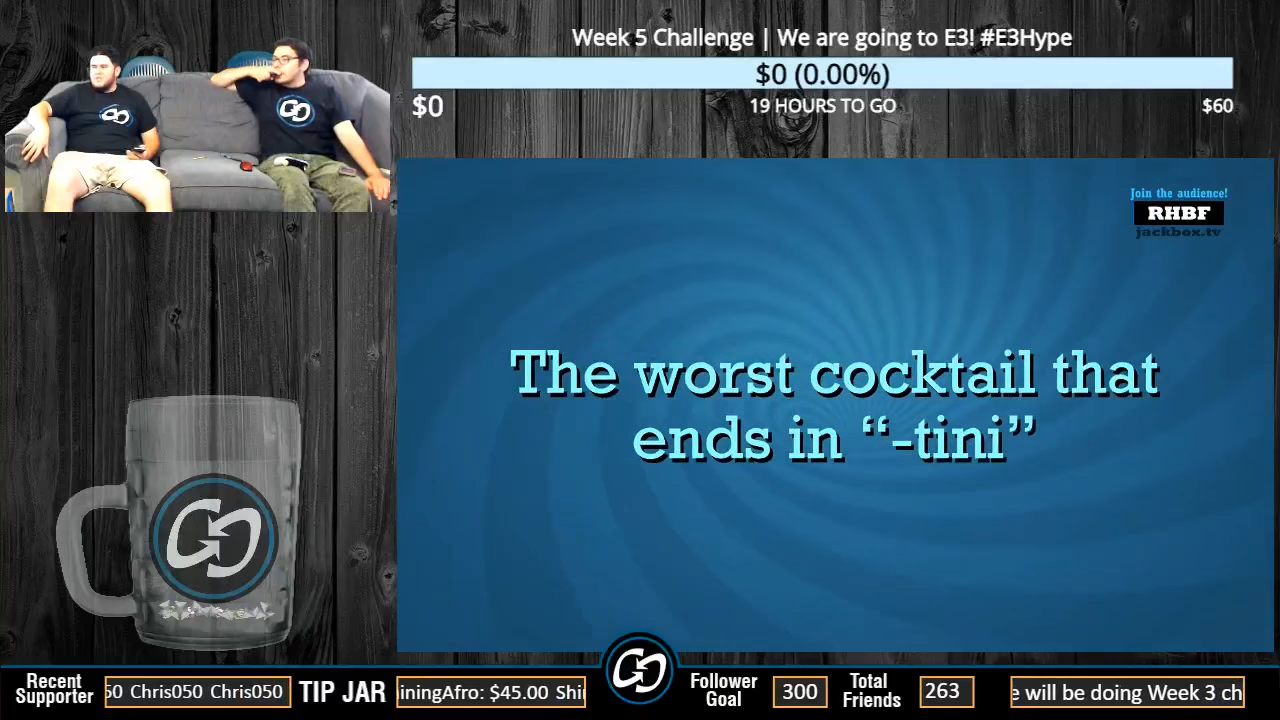 Week 5 Challenge | We are going to E3! #E3Hype
$0 (0.00%)
$0
19 HOURS TO GO
$60
Join the audience!
RHBF
jackbox.tv
The worst cocktail that
ends in “-tini”
Recent
Supporter
50 Chris050 Chris050
TIP JAR
iningAfro: $45.00 Shi
Follower
Goal
300
Total
Friends
263
e will be doing Week 3 ch